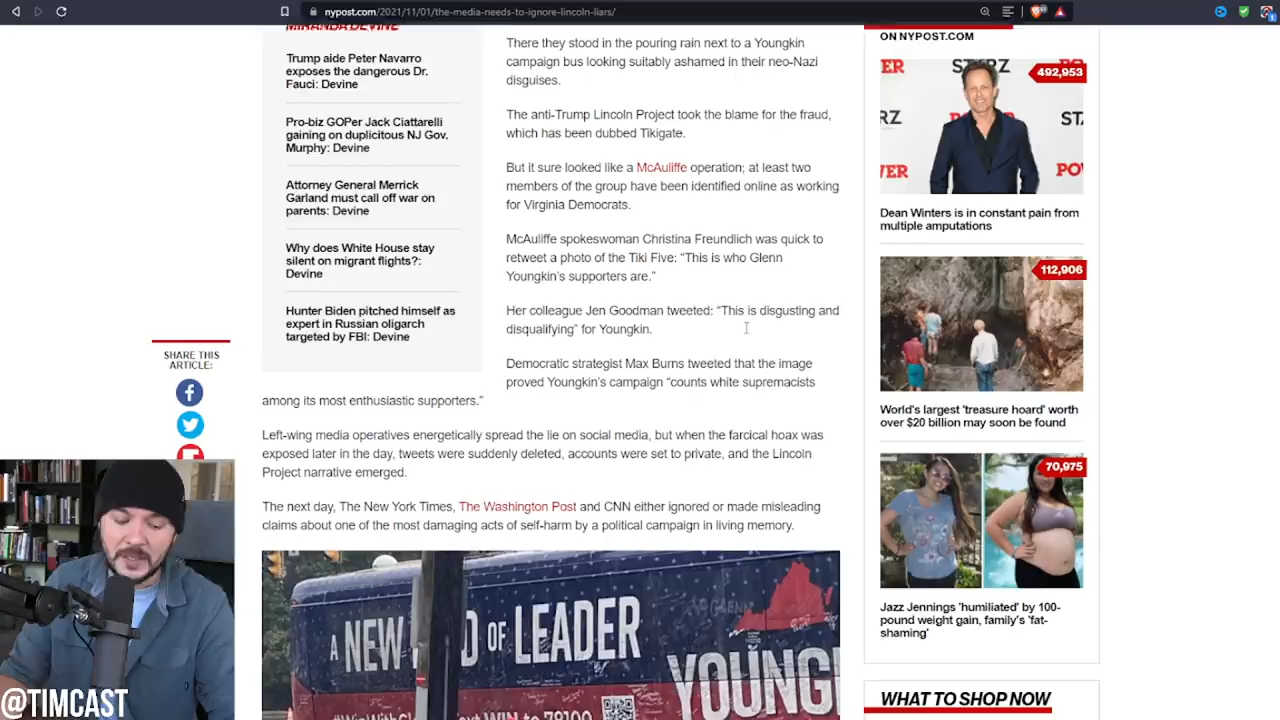 nypost.com/2021/11/01/the-media-needs-to-ignore-lincoln-liars/
MIRANDA DEVINE
Trump aide Peter Navarro
exposes the dangerous Dr.
Fauci: Devine
Pro-biz GOPer Jack Ciattarelli
gaining on duplicitous NJ Gov.
Murphy: Devine
Attorney General Merrick
Garland must call off war on
parents: Devine
Why does White House stay
silent on migrant flights?:
Devine
Hunter Biden pitched himself as
expert in Russian oligarch
targeted by FBI: Devine
SHARE THIS
ARTICLE:
There they stood in the pouring rain next to a Youngkin
campaign bus looking suitably ashamed in their neo-Nazi
disguises.
The anti-Trump Lincoln Project took the blame for the fraud,
which has been dubbed Tikigate.
But it sure looked like a McAuliffe operation; at least two
members of the group have been identified online as working
for Virginia Democrats.
McAuliffe spokeswoman Christina Freundlich was quick to
retweet a photo of the Tiki Five: “This is who Glenn
Youngkin’s supporters are.”
Her colleague Jen Goodman tweeted: “This is disgusting and
disqualifying” for Youngkin.
Democratic strategist Max Burns tweeted that the image
proved Youngkin’s campaign “counts white supremacists
among its most enthusiastic supporters.”
Left-wing media operatives energetically spread the lie on social media, but when the farcical hoax was
exposed later in the day, tweets were suddenly deleted, accounts were set to private, and the Lincoln
Project narrative emerged.
The next day, The New York Times, The Washington Post and CNN either ignored or made misleading
claims about one of the most damaging acts of self-harm by a political campaign in living memory.
A NEW D OF LEADER
YOUNGK
ON NYPOST.COM
ER STARZ PO
492,953
ER STA
POWER
VER PO
Dean Winters is in constant pain from
multiple amputations
112,906
World's largest 'treasure hoard' worth
over $20 billion may soon be found
70,975
Jazz Jennings 'humiliated' by 100-
pound weight gain, family's 'fat-
shaming'
WHAT TO SHOP NOW
@TIMCAST